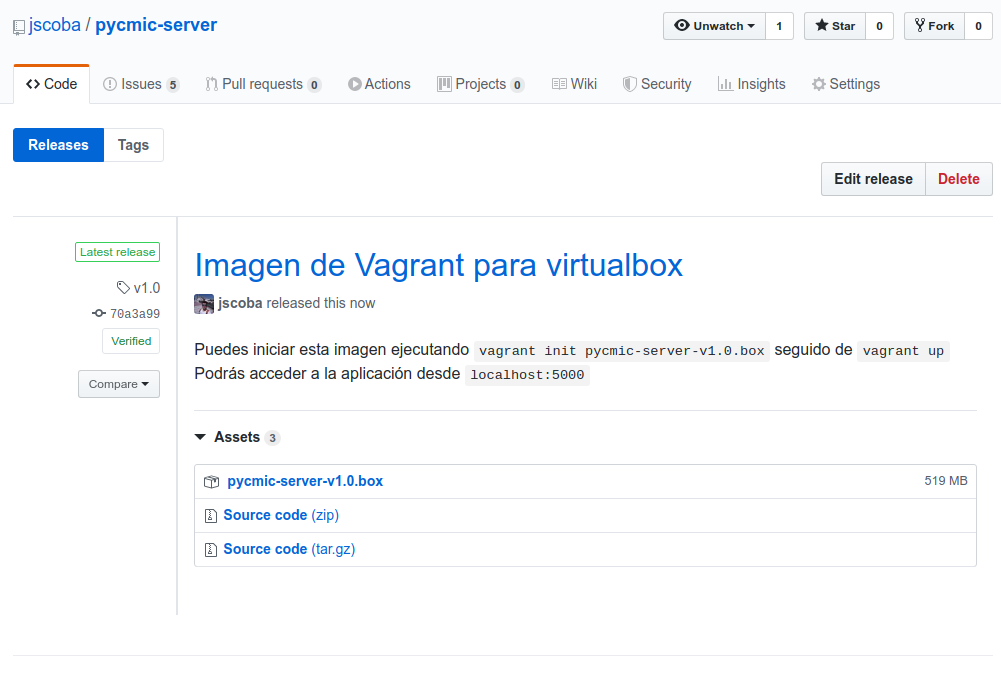 jscoba / pycmic-server
Unwatch 1 Star 0 Fork 0
Code Issues 5 Pull requests 0 Actions Projects 0 Wiki Security Insights Settings
Releases Tags
Edit release Delete
Latest release
v1.0
70a3a99
Verified
Compare
Imagen de Vagrant para virtualbox
jscoba released this now
Puedes iniciar esta imagen ejecutando vagrant init pycmic-server-v1.0.box seguido de vagrant up
Podrás acceder a la aplicación desde localhost:5000
Assets 3
pycmic-server-v1.0.box 519 MB
Source code (zip)
Source code (tar.gz)